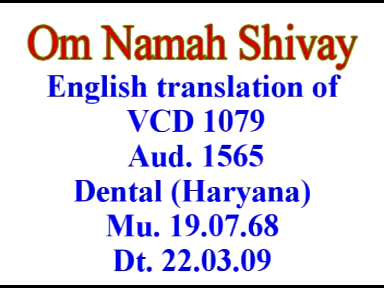 Om Namah Shivay
English translation of
VCD 1079
Aud. 1565
Dental (Haryana)
Mu. 19.07.68
Dt. 22.03.09